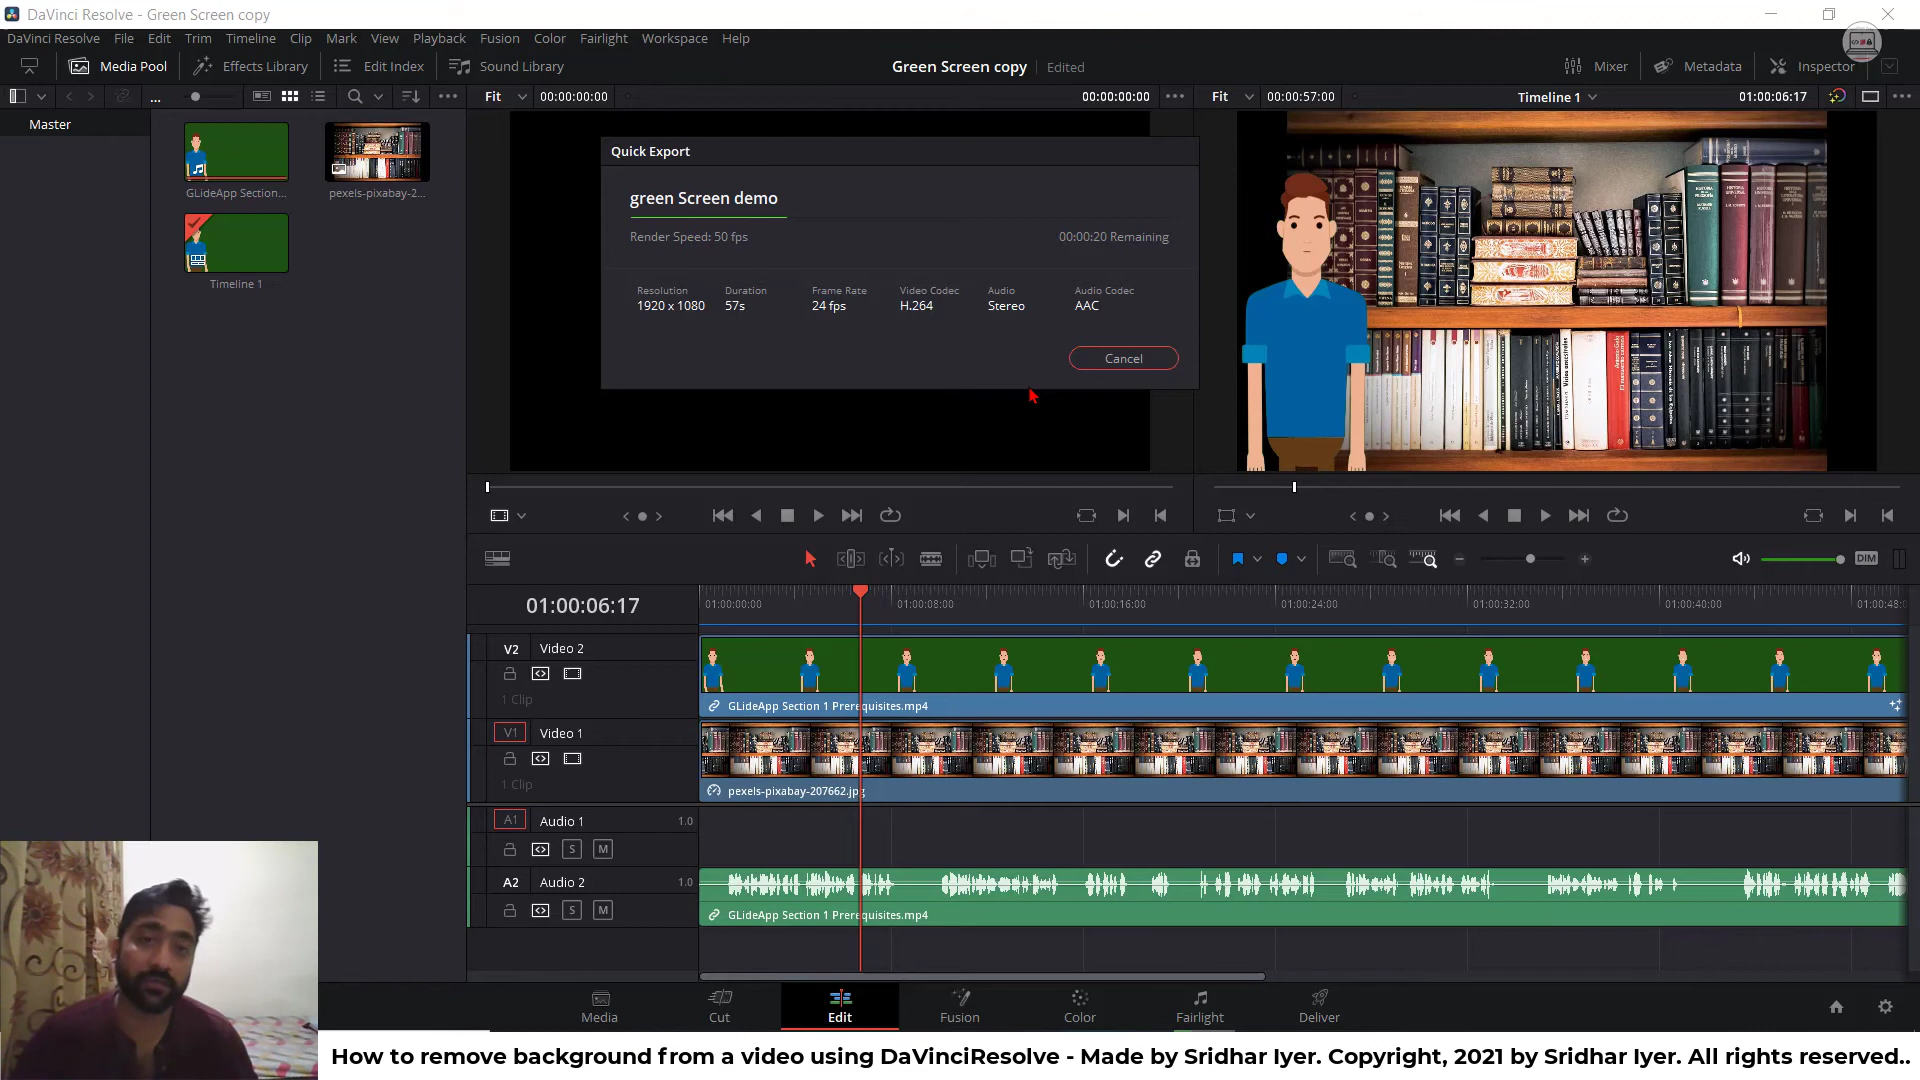 DaVinci Resolve - Green Screen copy
DaVinci Resolve File Edit Trim Timeline Clip Mark View Playback Fusion Color Fairlight Workspace Help
Media Pool Effects Library Edit Index Sound Library Green Screen copy Edited Mixer Metadata Inspector
... Fit 00:00:00:00 00:00:00:00 Fit 00:00:57:00 Timeline 1 01:00:06:17
Master
GLideApp Section... pexels-pixabay-2...
Timeline 1
Quick Export
green Screen demo
Render Speed: 50 fps 00:00:20 Remaining
Resolution Duration Frame Rate Video Codec Audio Audio Codec
1920 x 1080 57s 24 fps H.264 Stereo AAC
Cancel
DIM
01:00:06:17 01:00:00:00 01:00:08:00 01:00:16:00 01:00:24:00 01:00:32:00 01:00:40:00 01:00:48:0
V2 Video 2
1 Clip
GLideApp Section 1 Prerequisites.mp4
V1 Video 1
1 Clip
pexels-pixabay-207662.jpg
A1 Audio 1 1.0
S M
A2 Audio 2 1.0
S M
GLideApp Section 1 Prerequisites.mp4
Media Cut Edit Fusion Color Fairlight Deliver
How to remove background from a video using DaVinciResolve - Made by Sridhar Iyer. Copyright, 2021 by Sridhar Iyer. All rights reserved..